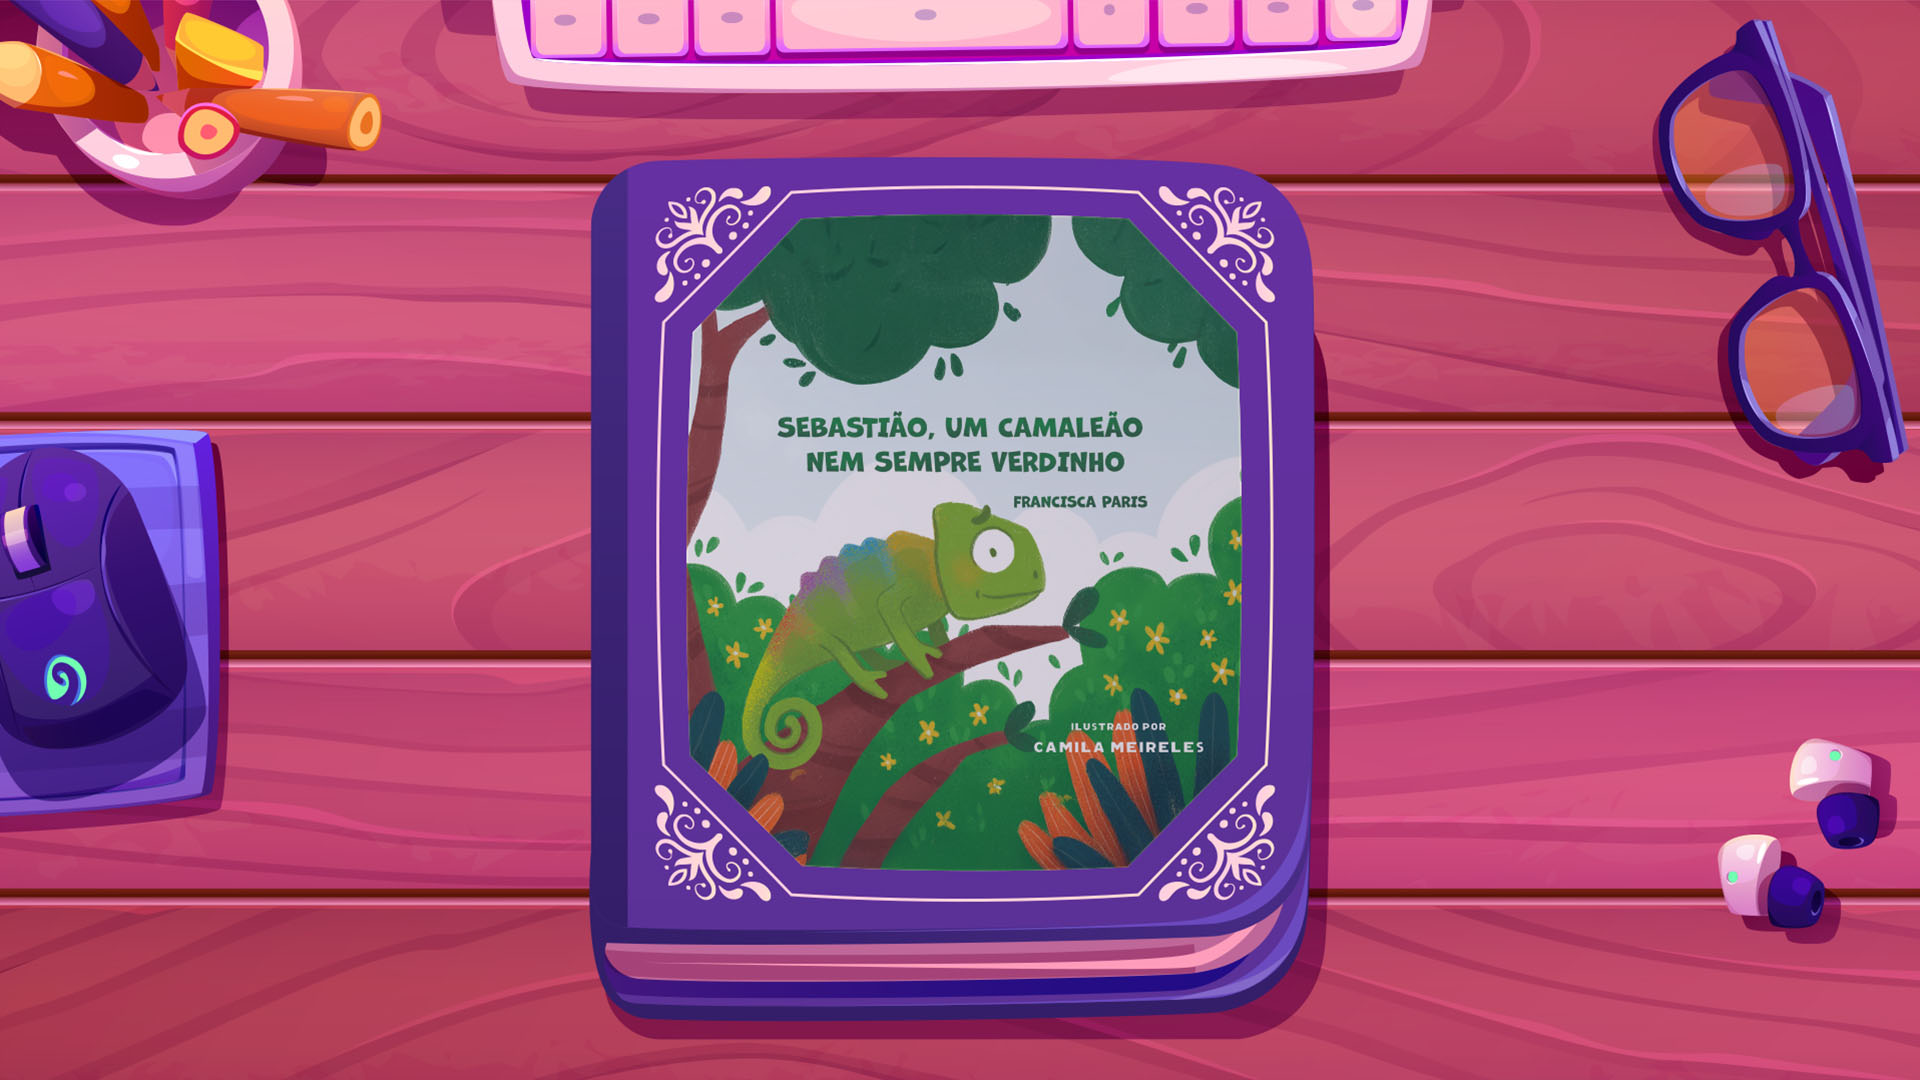 SEBASTIÃO, UM CAMALEÃO
NEM SEMPRE VERDINHO
FRANCISCA PARIS
ILUSTRADO POR
CAMILA MEIRELES